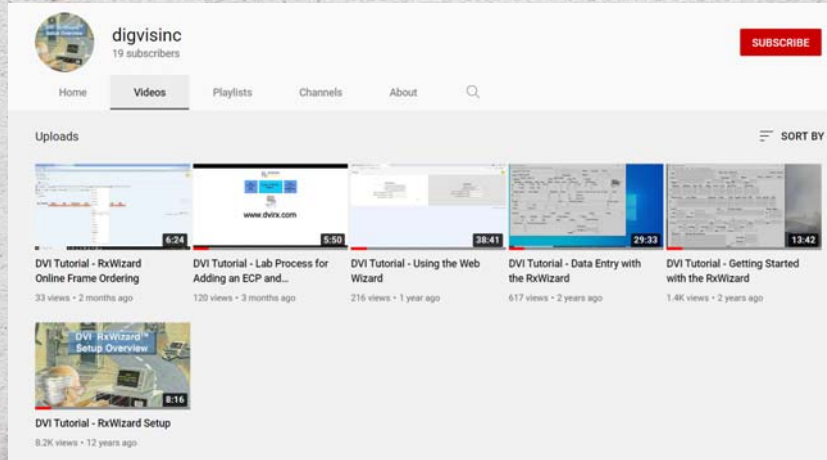 digvisinc
19 subscribers
SUBSCRIBE
Home Videos Playlists Channels About
Uploads
SORT BY
6:24
5:50
38:41
29:33
13:42
www.dvirx.com
DVI Tutorial - RxWizard
Online Frame Ordering
33 views • 2 months ago
DVI Tutorial - Lab Process for
Adding an ECP and...
120 views • 3 months ago
DVI Tutorial - Using the Web
Wizard
216 views • 1 year ago
DVI Tutorial - Data Entry with
the RxWizard
617 views • 2 years ago
DVI Tutorial - Getting Started
with the RxWizard
1.4K views • 2 years ago
DVI RxWizard™
Setup Overview
8:16
DVI Tutorial - RxWizard Setup
8.2K views • 12 years ago